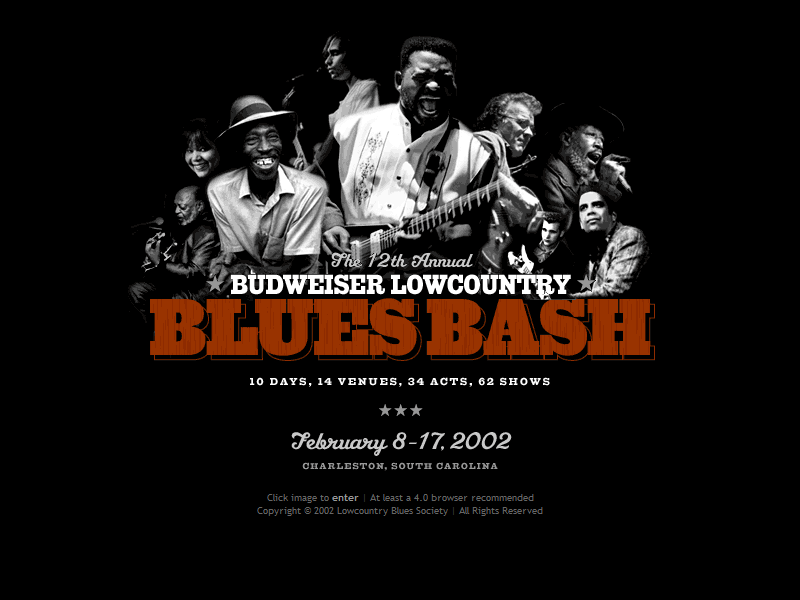 The 12th Annual
BUDWEISER LOWCOUNTRY
BLUES BASH
10 DAYS, 14 VENUES, 34 ACTS, 62 SHOWS
February 8-17, 2002
CHARLESTON, SOUTH CAROLINA
Click image to enter | At least a 4.0 browser recommended
Copyright © 2002 Lowcountry Blues Society | All Rights Reserved